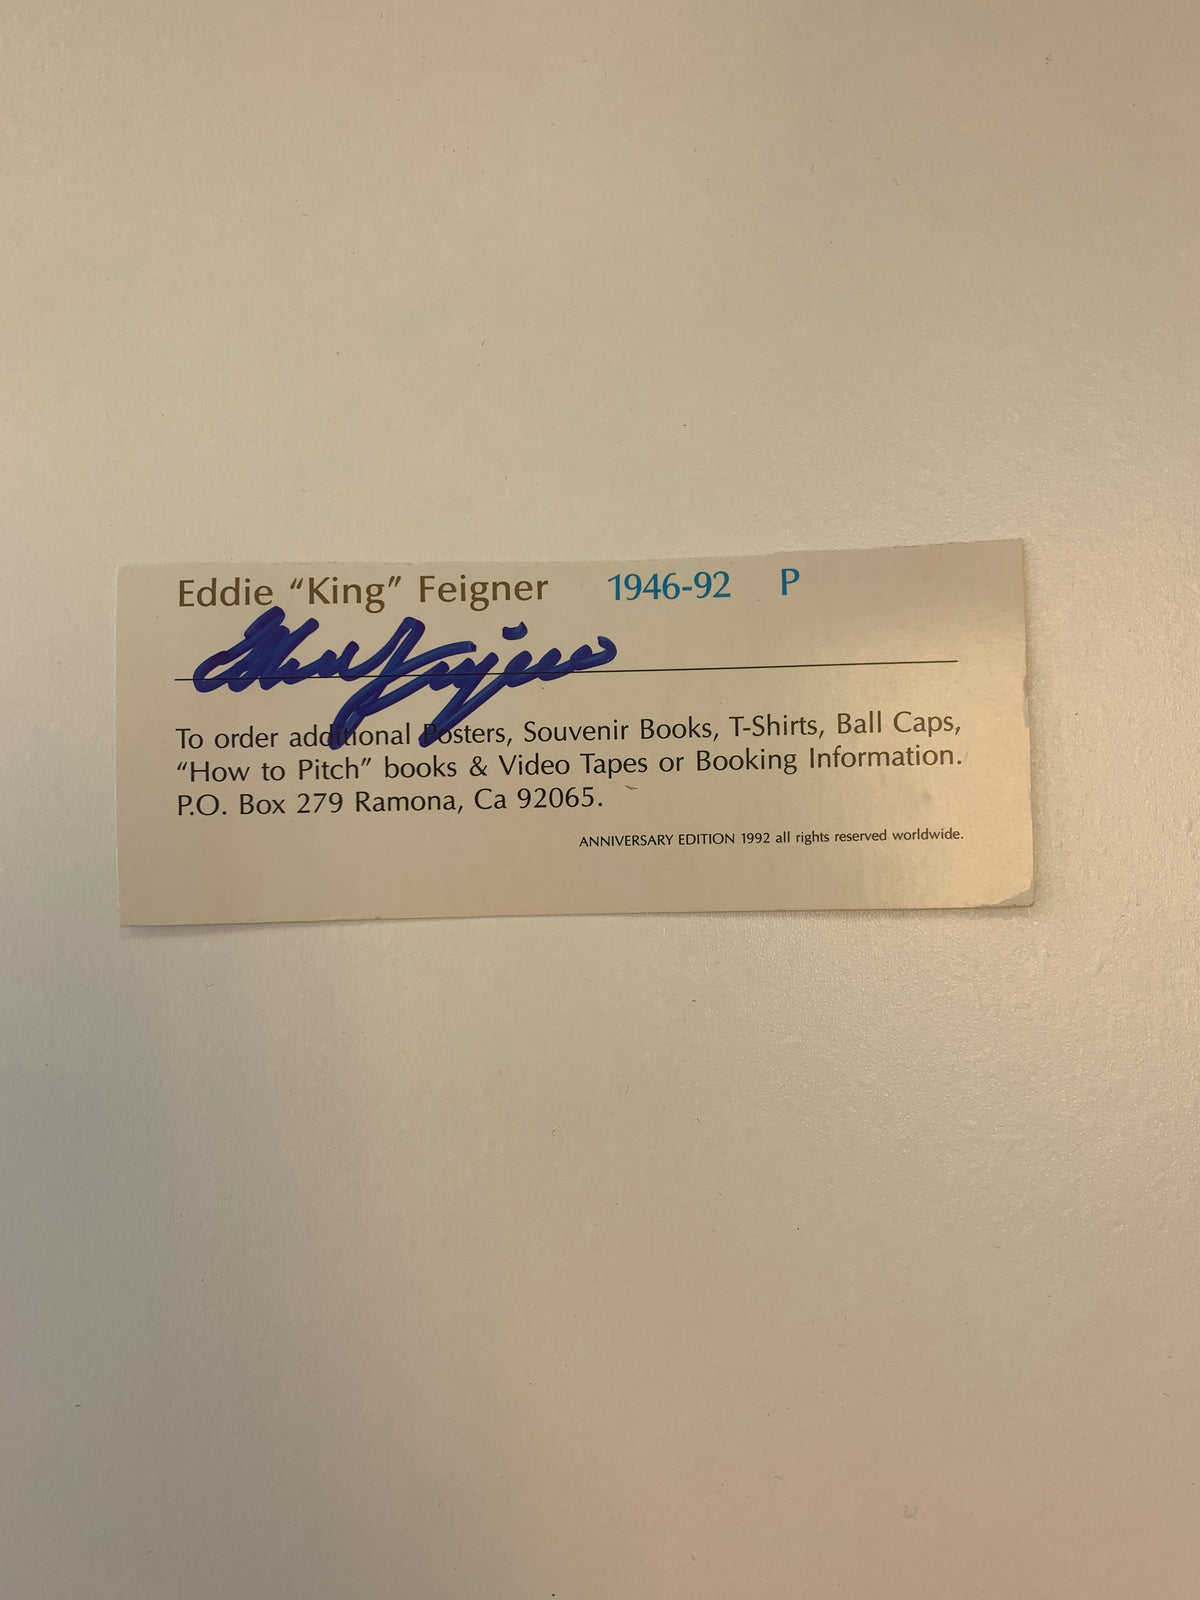 Eddie “King” Feigner 1946-92 P
To order additional Posters, Souvenir Books, T-Shirts, Ball Caps,
“How to Pitch” books & Video Tapes or Booking Information.
P.O. Box 279 Ramona, Ca 92065.
ANNIVERSARY EDITION 1992 all rights reserved worldwide.